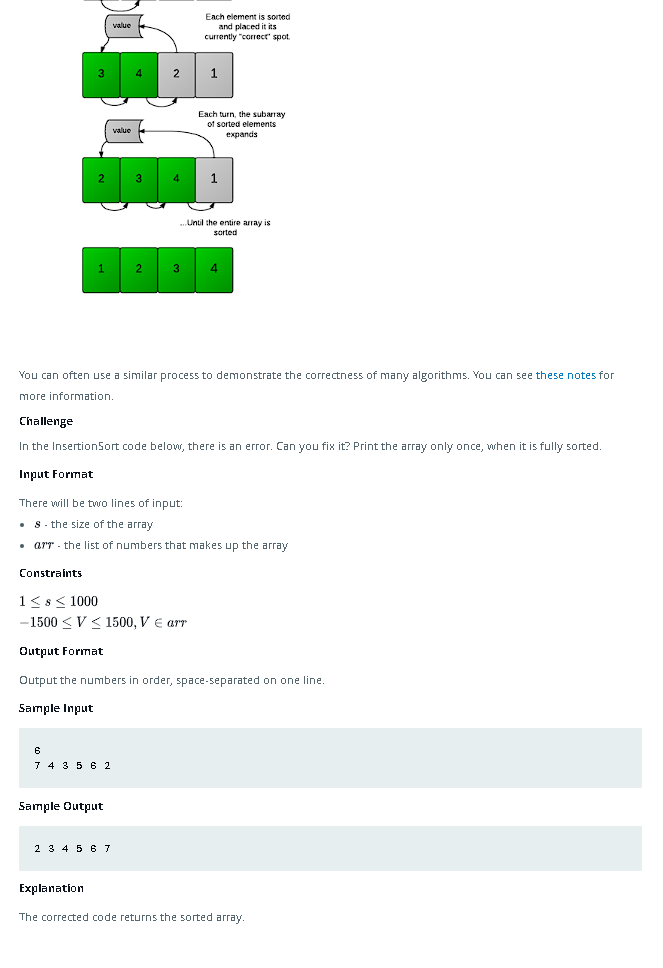 Each element is sorted
and placed it its
currently "correct" spot.
value
3 4 2 1
Each turn, the subarray
of sorted elements
expands
value
2 3 4 1
...Until the entire array is
sorted
1 2 3 4
You can often use a similar process to demonstrate the correctness of many algorithms. You can see these notes for
more information.
Challenge
In the InsertionSort code below, there is an error. Can you fix it? Print the array only once, when it is fully sorted.
Input Format
There will be two lines of input:
• s - the size of the array
• arr - the list of numbers that makes up the array
Constraints
1 ≤ s ≤ 1000
−1500 ≤ V ≤ 1500, V ∈ arr
Output Format
Output the numbers in order, space-separated on one line.
Sample Input
6
7 4 3 5 6 2
Sample Output
2 3 4 5 6 7
Explanation
The corrected code returns the sorted array.